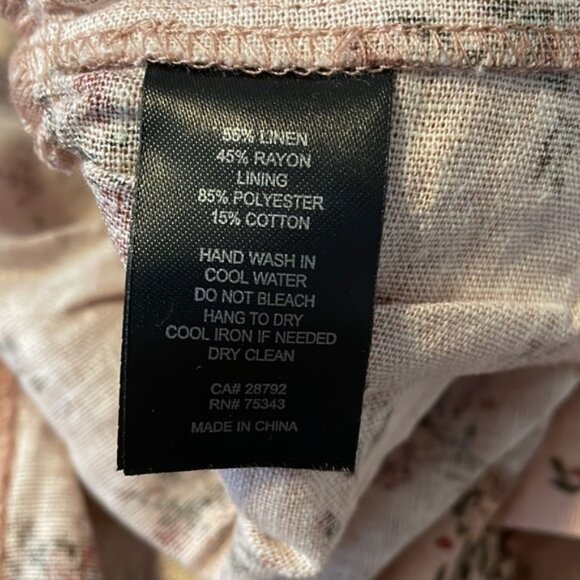 56% LINEN
45% RAYON
LINING
85% POLYESTER
15% COTTON
HAND WASH IN
COOL WATER
DO NOT BLEACH
HANG TO DRY
COOL IRON IF NEEDED
DRY CLEAN
CA# 28792
RN# 75343
MADE IN CHINA